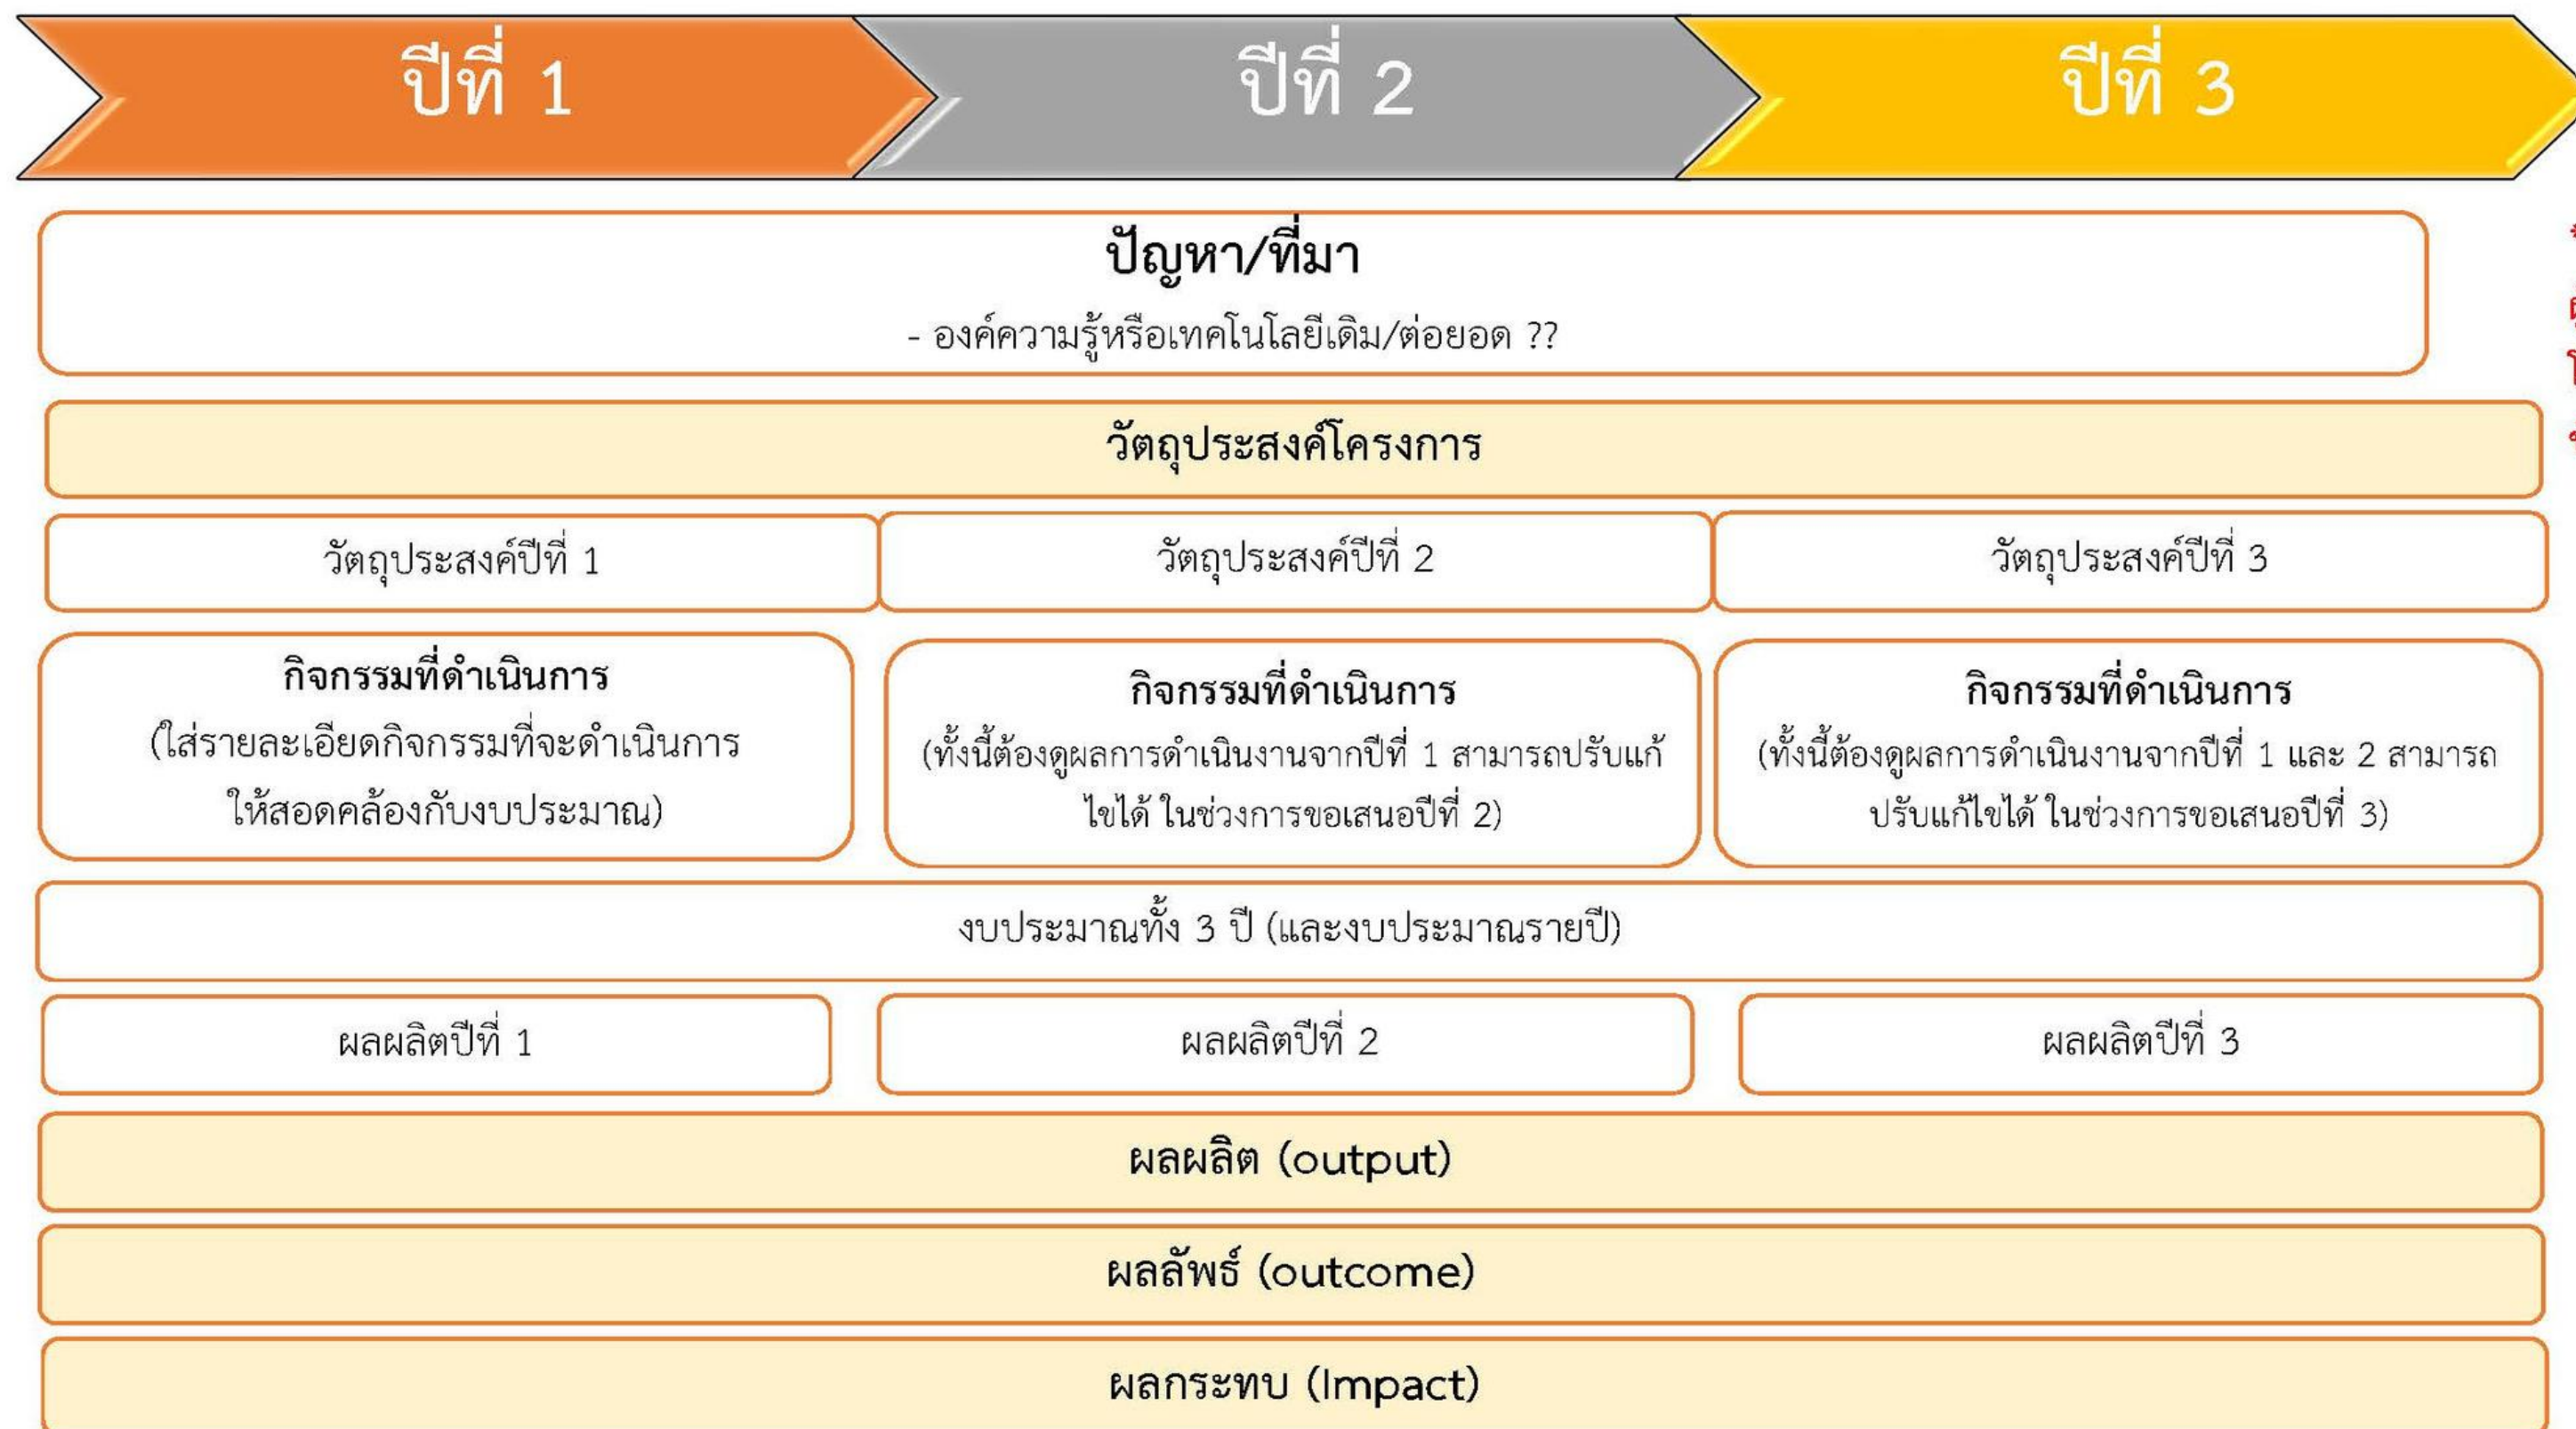 ปีที่ 1
ปีที่ 2
ปีที่ 3
ปัญหา/ที่มา
- องค์ความรู้หรือเทคโนโลยีเดิม/ต่อยอด ??
วัตถุประสงค์โครงการ
วัตถุประสงค์ปีที่ 1
วัตถุประสงค์ปีที่ 2
วัตถุประสงค์ปีที่ 3
กิจกรรมที่ดำเนินการ
(ใส่รายละเอียดกิจกรรมที่จะดำเนินการ
ให้สอดคล้องกับงบประมาณ)
กิจกรรมที่ดำเนินการ
(ทั้งนี้ต้องดูผลการดำเนินงานจากปีที่ 1 สามารถปรับแก้
ไขได้ ในช่วงการขอเสนอปีที่ 2)
กิจกรรมที่ดำเนินการ
(ทั้งนี้ต้องดูผลการดำเนินงานจากปีที่ 1 และ 2 สามารถ
ปรับแก้ไขได้ ในช่วงการขอเสนอปีที่ 3)
งบประมาณทั้ง 3 ปี (และงบประมาณรายปี)
ผลผลิตปีที่ 1
ผลผลิตปีที่ 2
ผลผลิตปีที่ 3
ผลผลิต (output)
ผลลัพธ์ (outcome)
ผลกระทบ (Impact)